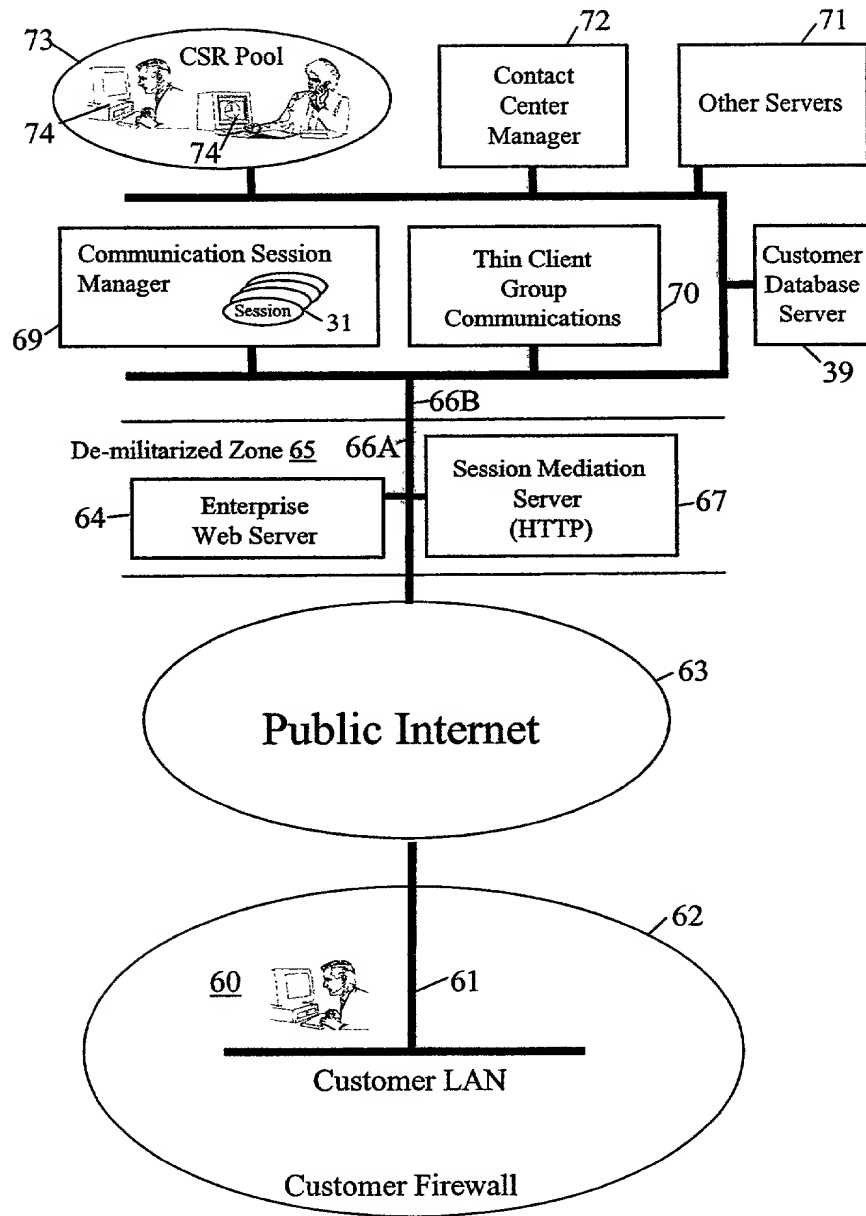 73
CSR Pool
74
74
72
Contact
Center
Manager
71
Other Servers
Communication Session
Manager
Session
31
69
Thin Client
Group
Communications
70
Customer
Database
Server
39
66B
De-militarized Zone 65
66A
64
Enterprise
Web Server
Session Mediation
Server
(HTTP)
67
63
Public Internet
62
60
61
Customer LAN
Customer Firewall